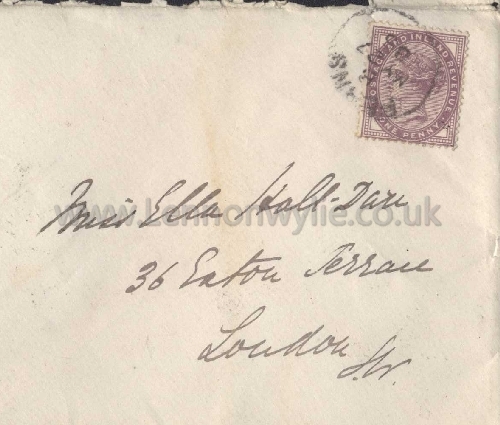 POSTAGE AND INLAND REVENUE
ONE PENNY
www.Lennonwylie.co.uk
Miss Ella Hall-Dare
36 Eaton Terrace
London
S.W.